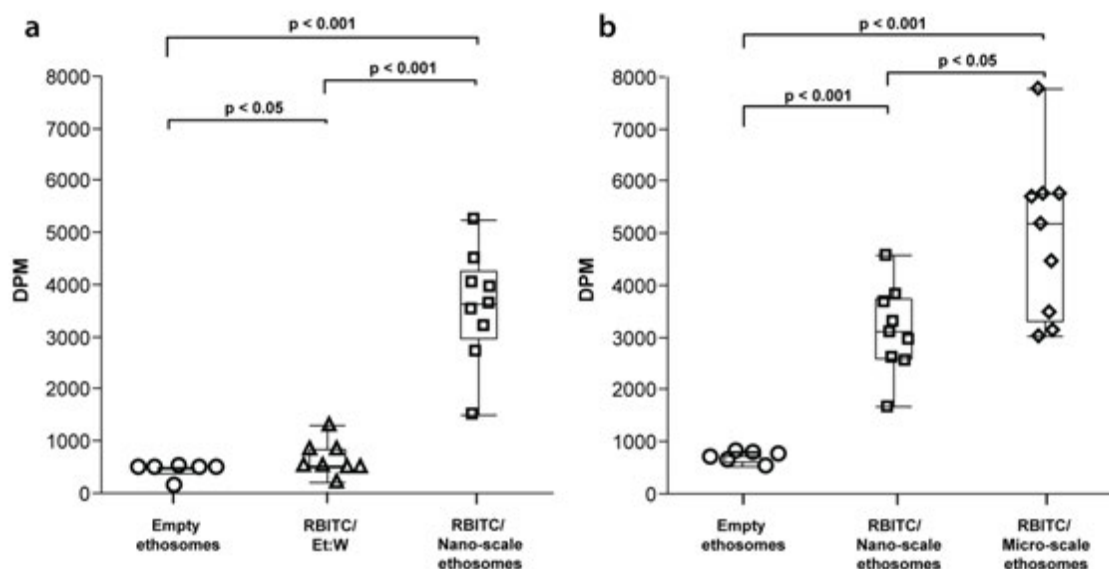 a
p < 0.001
p < 0.001
p < 0.05
8000
7000
6000
5000
4000
3000
2000
1000
0
DPM
Empty
ethosomes
RBITC/
Et:W
RBITC/
Nano-scale
ethosomes
b
p < 0.001
p < 0.05
p < 0.001
8000
7000
6000
5000
4000
3000
2000
1000
0
DPM
Empty
ethosomes
RBITC/
Nano-scale
ethosomes
RBITC/
Micro-scale
ethosomes